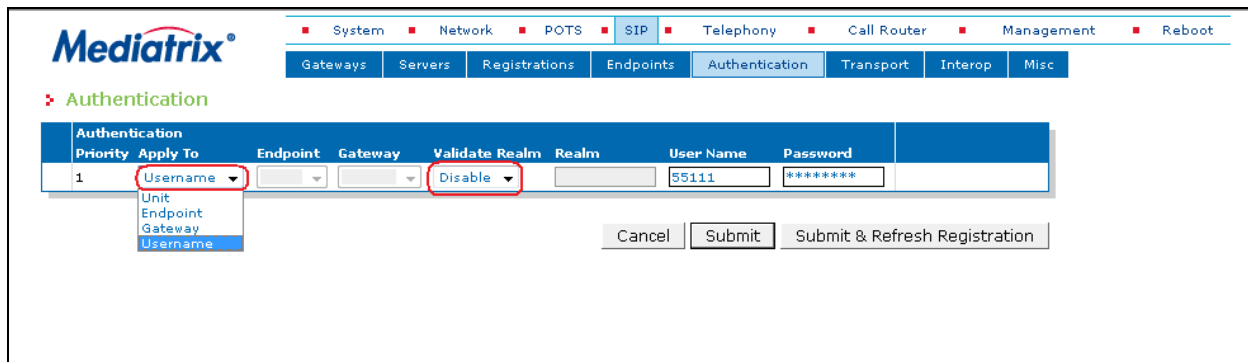 Mediatrix®
System Network POTS SIP Telephony Call Router Management Reboot
Gateways Servers Registrations Endpoints Authentication Transport Interop Misc
Authentication
Authentication
Priority Apply To Endpoint Gateway Validate Realm Realm User Name Password
1 Username Disable 55111 ********
Unit
Endpoint
Gateway
Username
Cancel Submit Submit & Refresh Registration